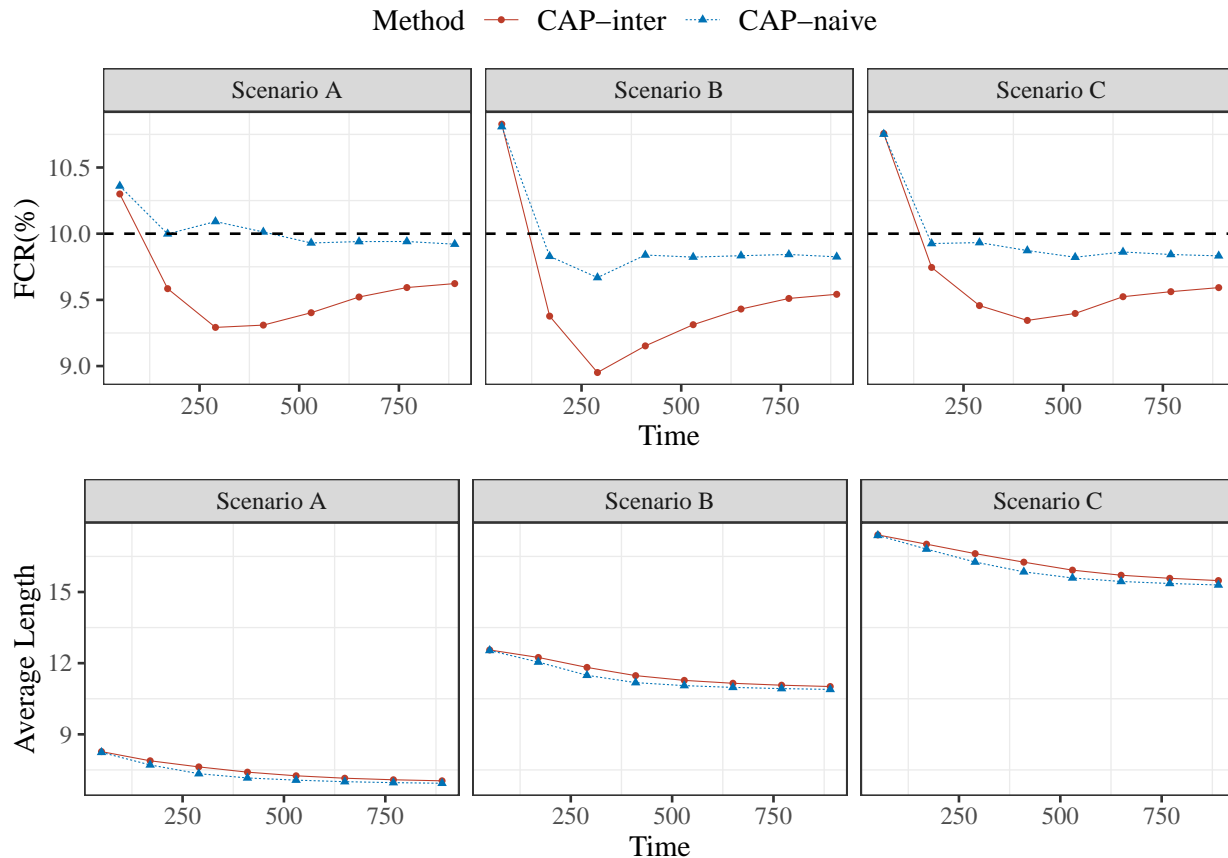 Method CAP−inter CAP−naive
Scenario A Scenario B Scenario C
FCR(%)
10.5
10.0
9.5
9.0
250 500 750 250 500 750 250 500 750
Time
Scenario A Scenario B Scenario C
Average Length
15
12
9
250 500 750 250 500 750 250 500 750
Time